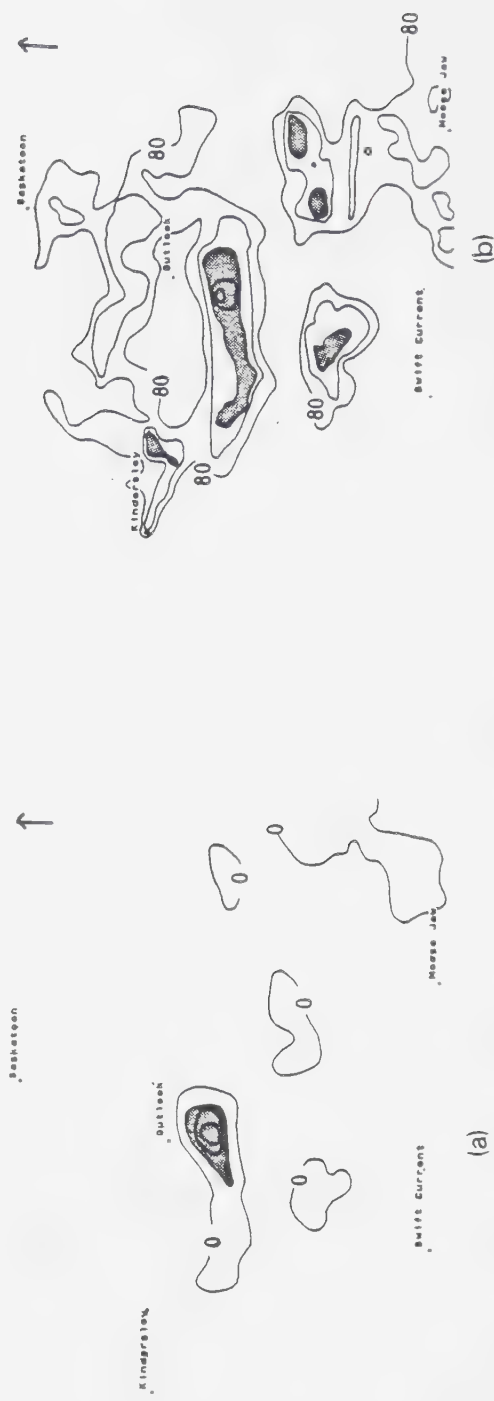 Saskatoon
Kindersley
Outlook
0
0
0
0
0
Swift Current
Moose Jaw
(a)
Saskatoon
80
Kindersley
Outlook
80
80
80
80
Swift Current
Moose Jaw
(b)